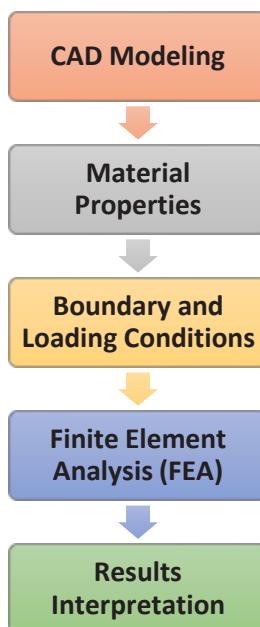 CAD Modeling
Material
Properties
Boundary and
Loading Conditions
Finite Element
Analysis (FEA)
Results
Interpretation